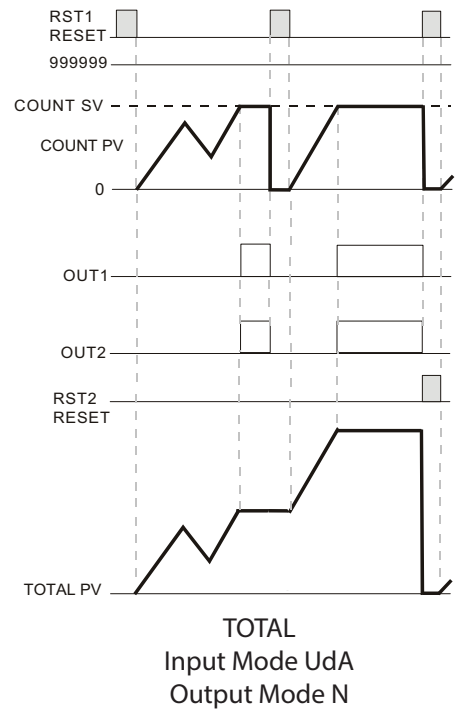 RST1
RESET
999999
COUNT SV
COUNT PV
0
OUT1
OUT2
RST2
RESET
TOTAL PV
TOTAL
Input Mode UdA
Output Mode N